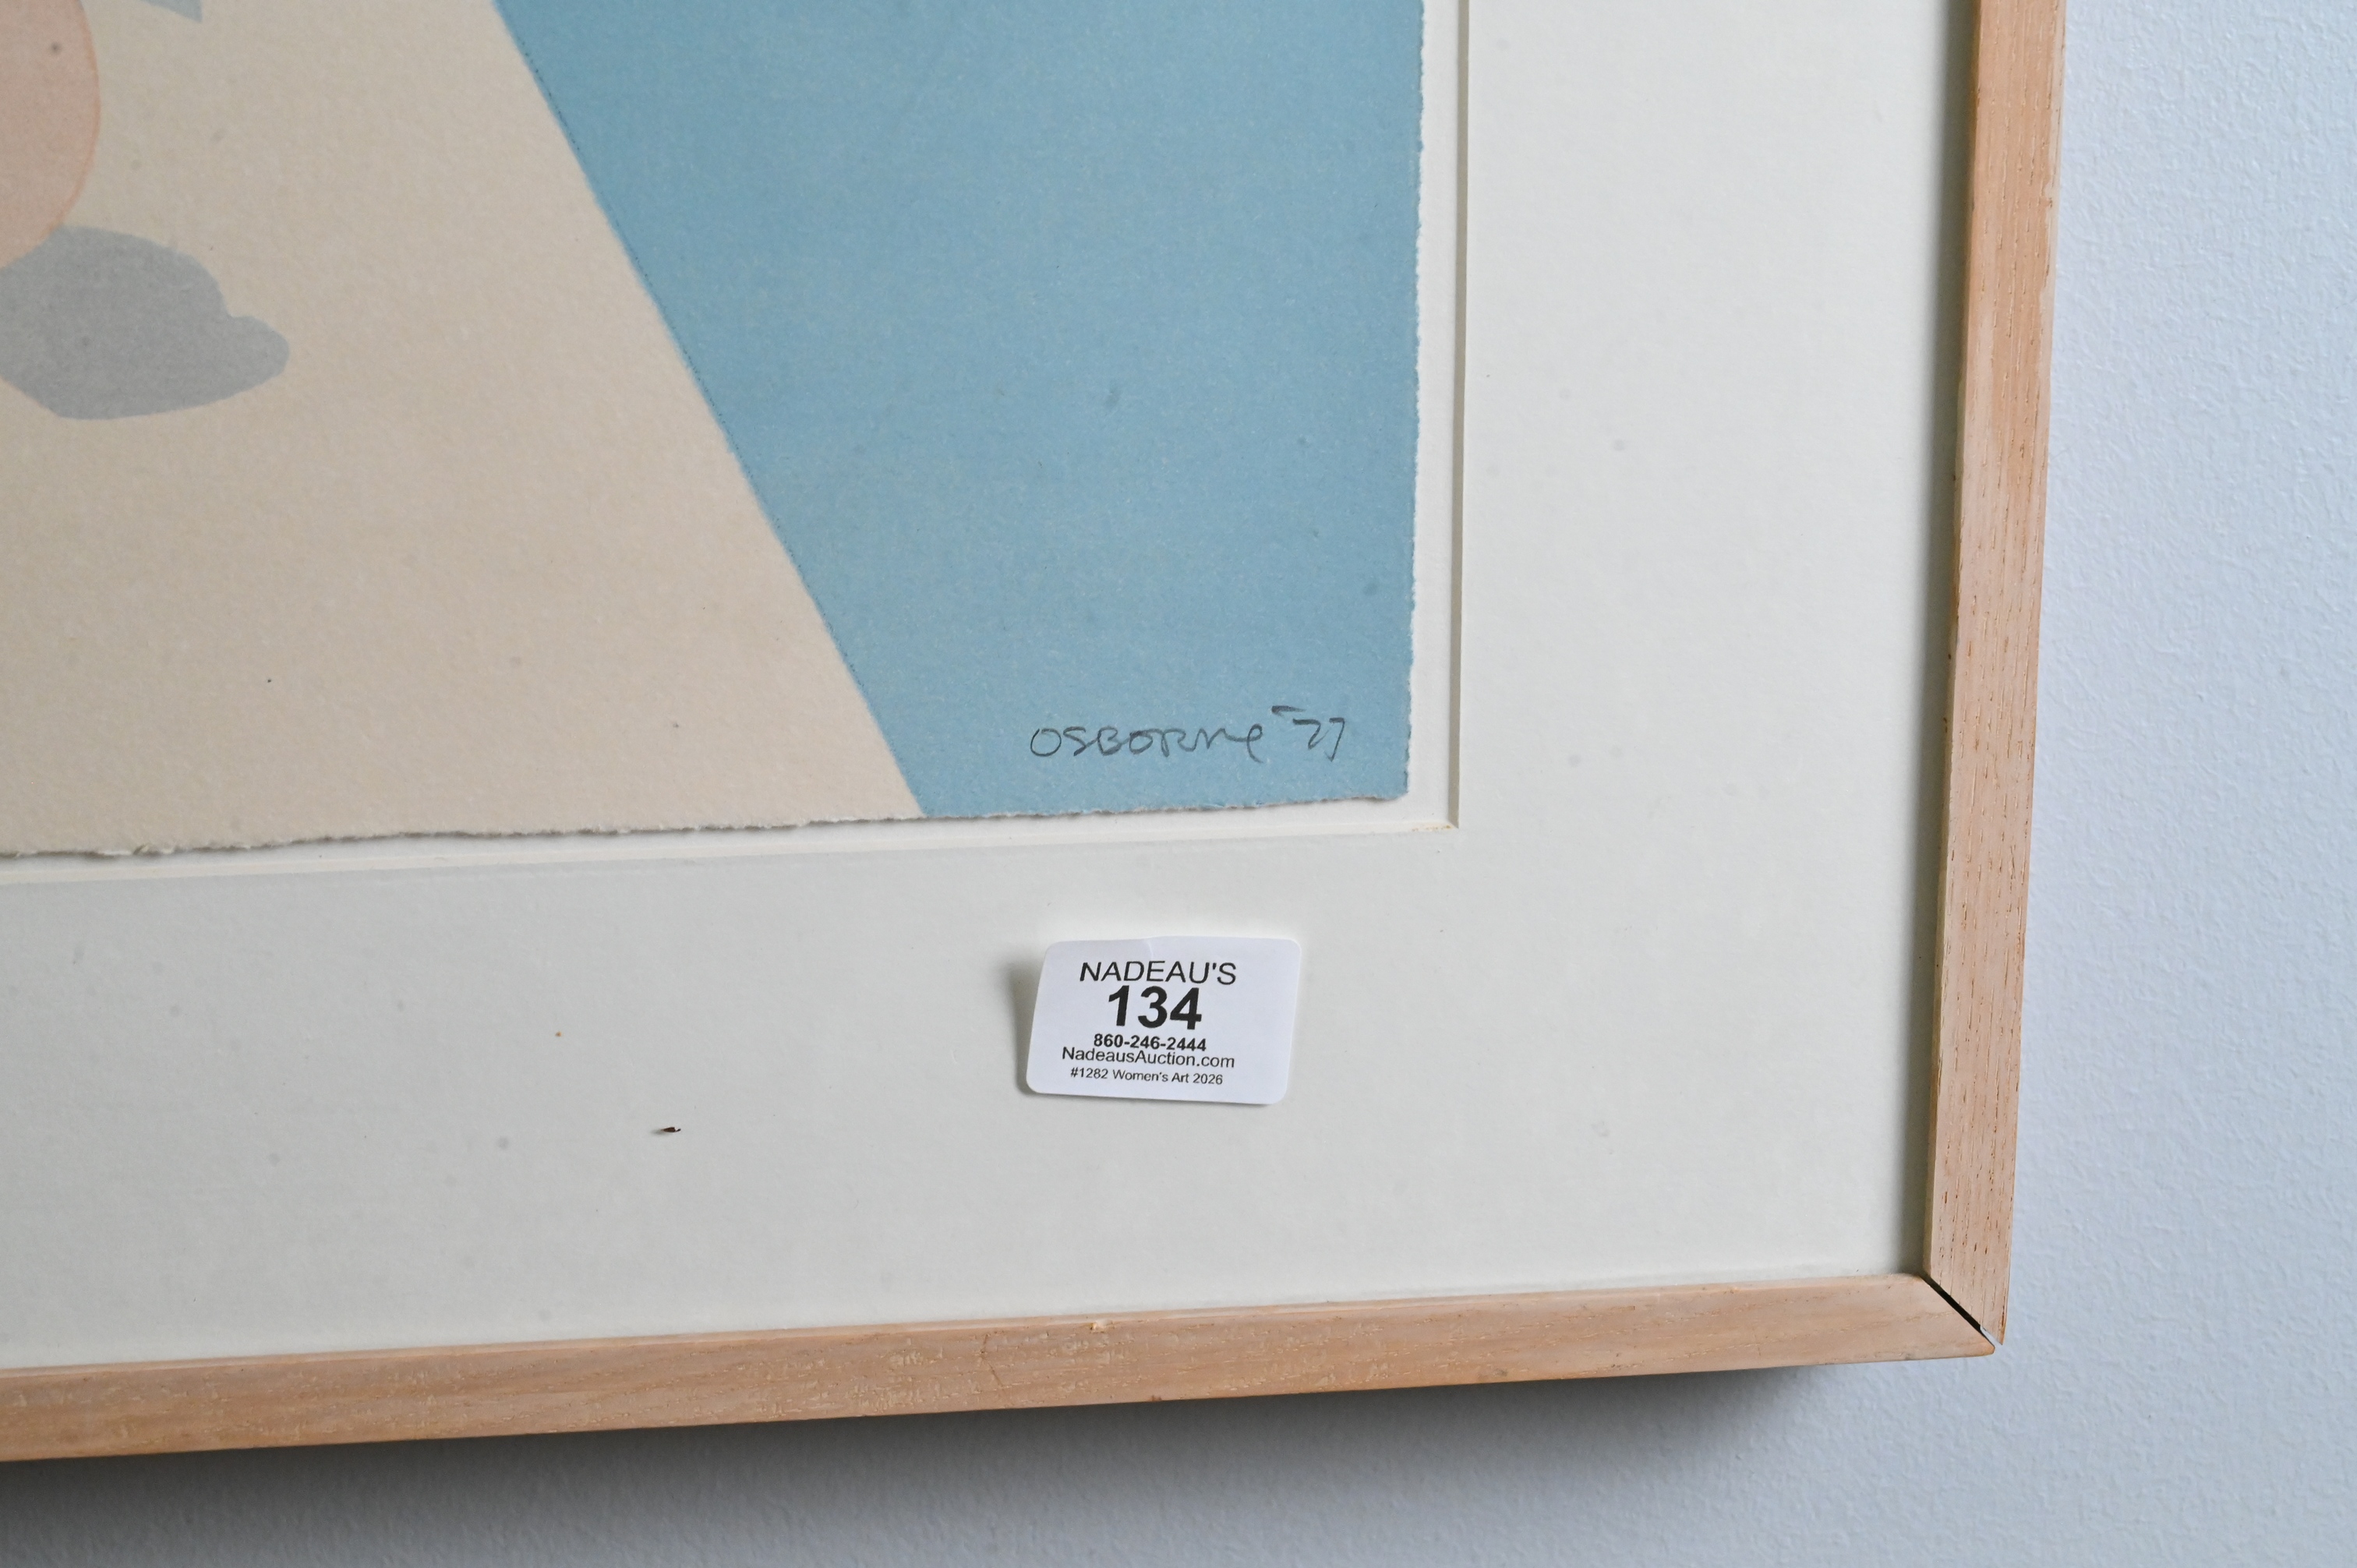 OSBORNE '77
NADEAU'S
134
860-246-2444
NadeausAuction.com
#1282 Women's Art 2026